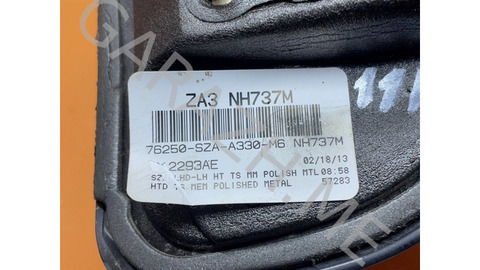 ZA3 NH737M
76250-SZA-A330-M6 NH737M
2293AE 02/18/13
LHD-LH HT TS MM POLISH MTL 08:58
HTD TS MEM POLISHED METAL 57283